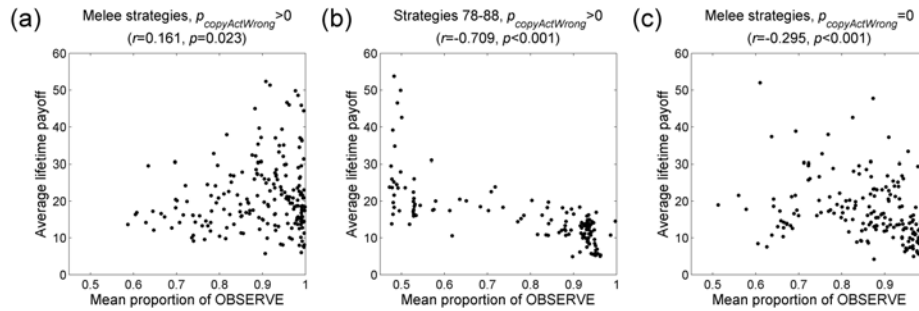 (a)
Melee strategies, p_copyActWrong>0
(r=0.161, p=0.023)
Average lifetime payoff
60
50
40
30
20
10
0
0.5 0.6 0.7 0.8 0.9 1
Mean proportion of OBSERVE
(b)
Strategies 78-88, p_copyActWrong>0
(r=-0.709, p<0.001)
Average lifetime payoff
60
50
40
30
20
10
0
0.5 0.6 0.7 0.8 0.9 1
Mean proportion of OBSERVE
(c)
Melee strategies, p_copyActWrong=0
(r=-0.295, p<0.001)
Average lifetime payoff
60
50
40
30
20
10
0
0.5 0.6 0.7 0.8 0.9
Mean proportion of OBSERVE